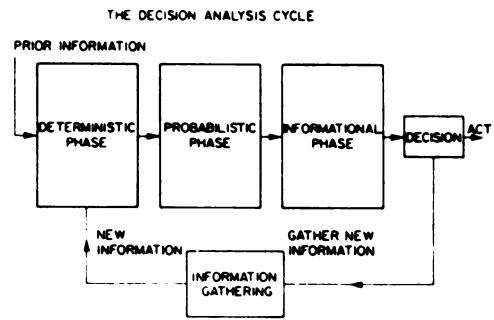 THE DECISION ANALYSIS CYCLE
PRIOR INFORMATION
DETERMINISTIC
PHASE
PROBABILISTIC
PHASE
INFORMATIONAL
PHASE
DECISION
ACT
NEW
INFORMATION
GATHER NEW
INFORMATION
INFORMATION
GATHERING